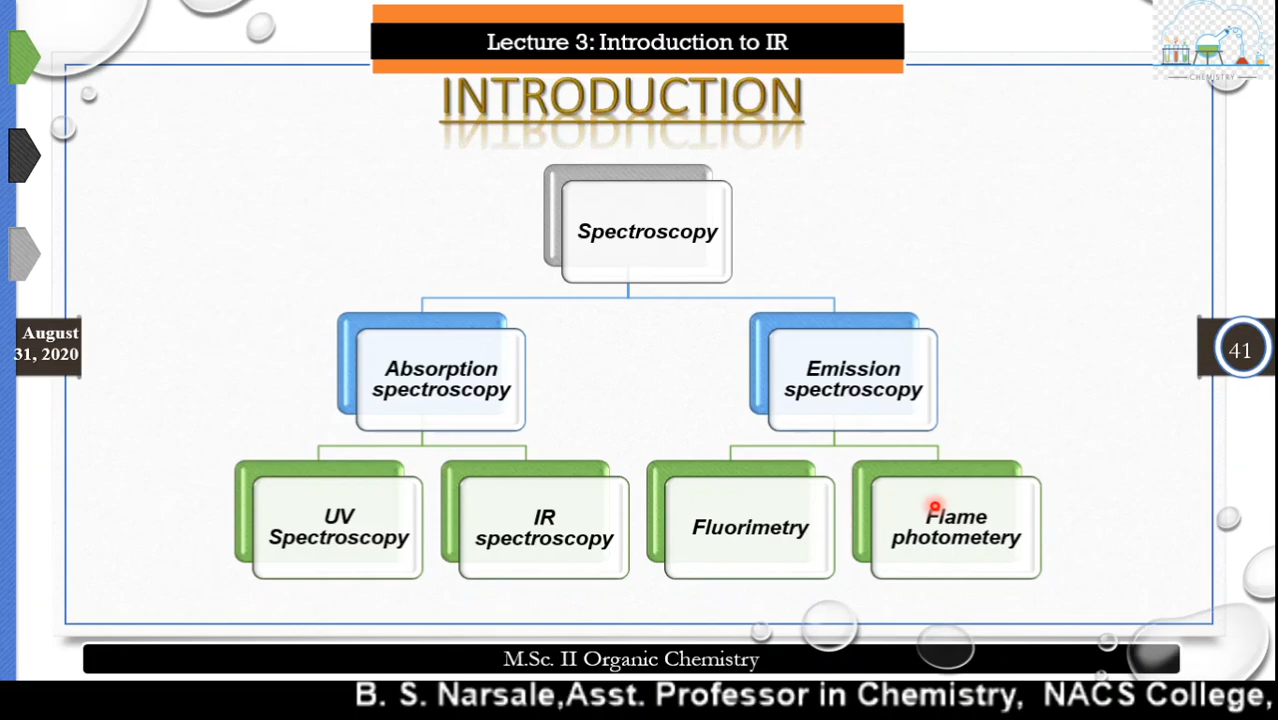 Lecture 3: Introduction to IR
CHEMISTRY
INTRODUCTION
Spectroscopy
August
31, 2020
41
Absorption
spectroscopy
Emission
spectroscopy
UV
Spectroscopy
IR
spectroscopy
Fluorimetry
Flame
photometery
M.Sc. II Organic Chemistry
B. S. Narsale,Asst. Professor in Chemistry, NACS College,